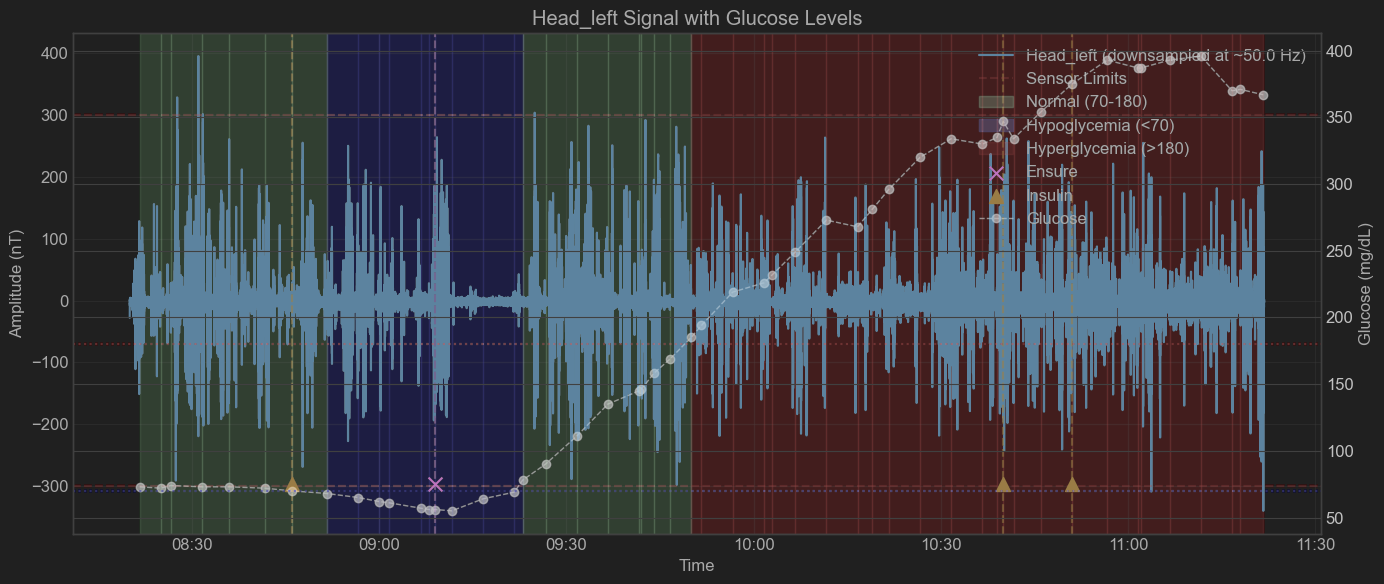 Head_left Signal with Glucose Levels
Head_left (downsampled at ~50.0 Hz)
Sensor Limits
Normal (70-180)
Hypoglycemia (<70)
Hyperglycemia (>180)
Ensure
Insulin
Glucose
Amplitude (nT)
400
300
200
100
0
−100
−200
−300
Glucose (mg/dL)
400
350
300
250
200
150
100
50
08:30
09:00
09:30
10:00
10:30
11:00
11:30
Time